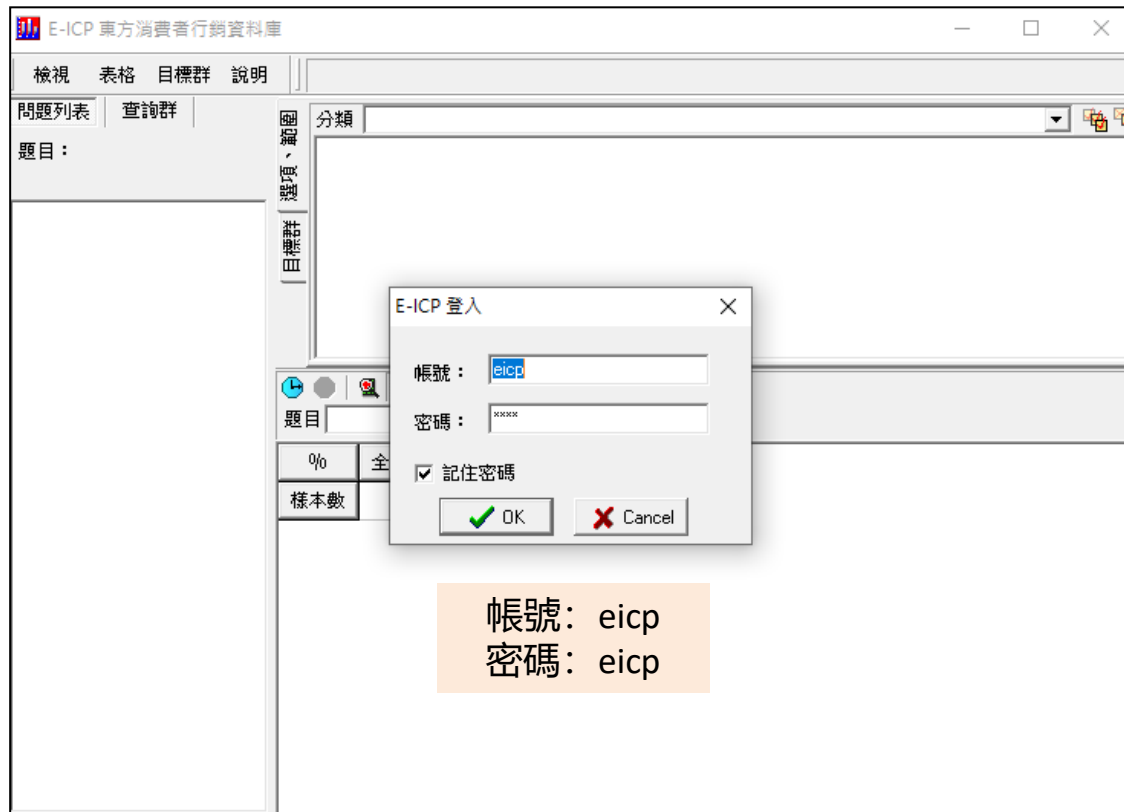 E-ICP 東方消費者行銷資料庫
檢視 表格 目標群 說明
問題列表 查詢群
題目：
選項、範圍
目標群
分類
E-ICP 登入
帳號： eicp
密碼： ****
記住密碼
OK Cancel
題目
% 全
樣本數
帳號：eicp
密碼：eicp